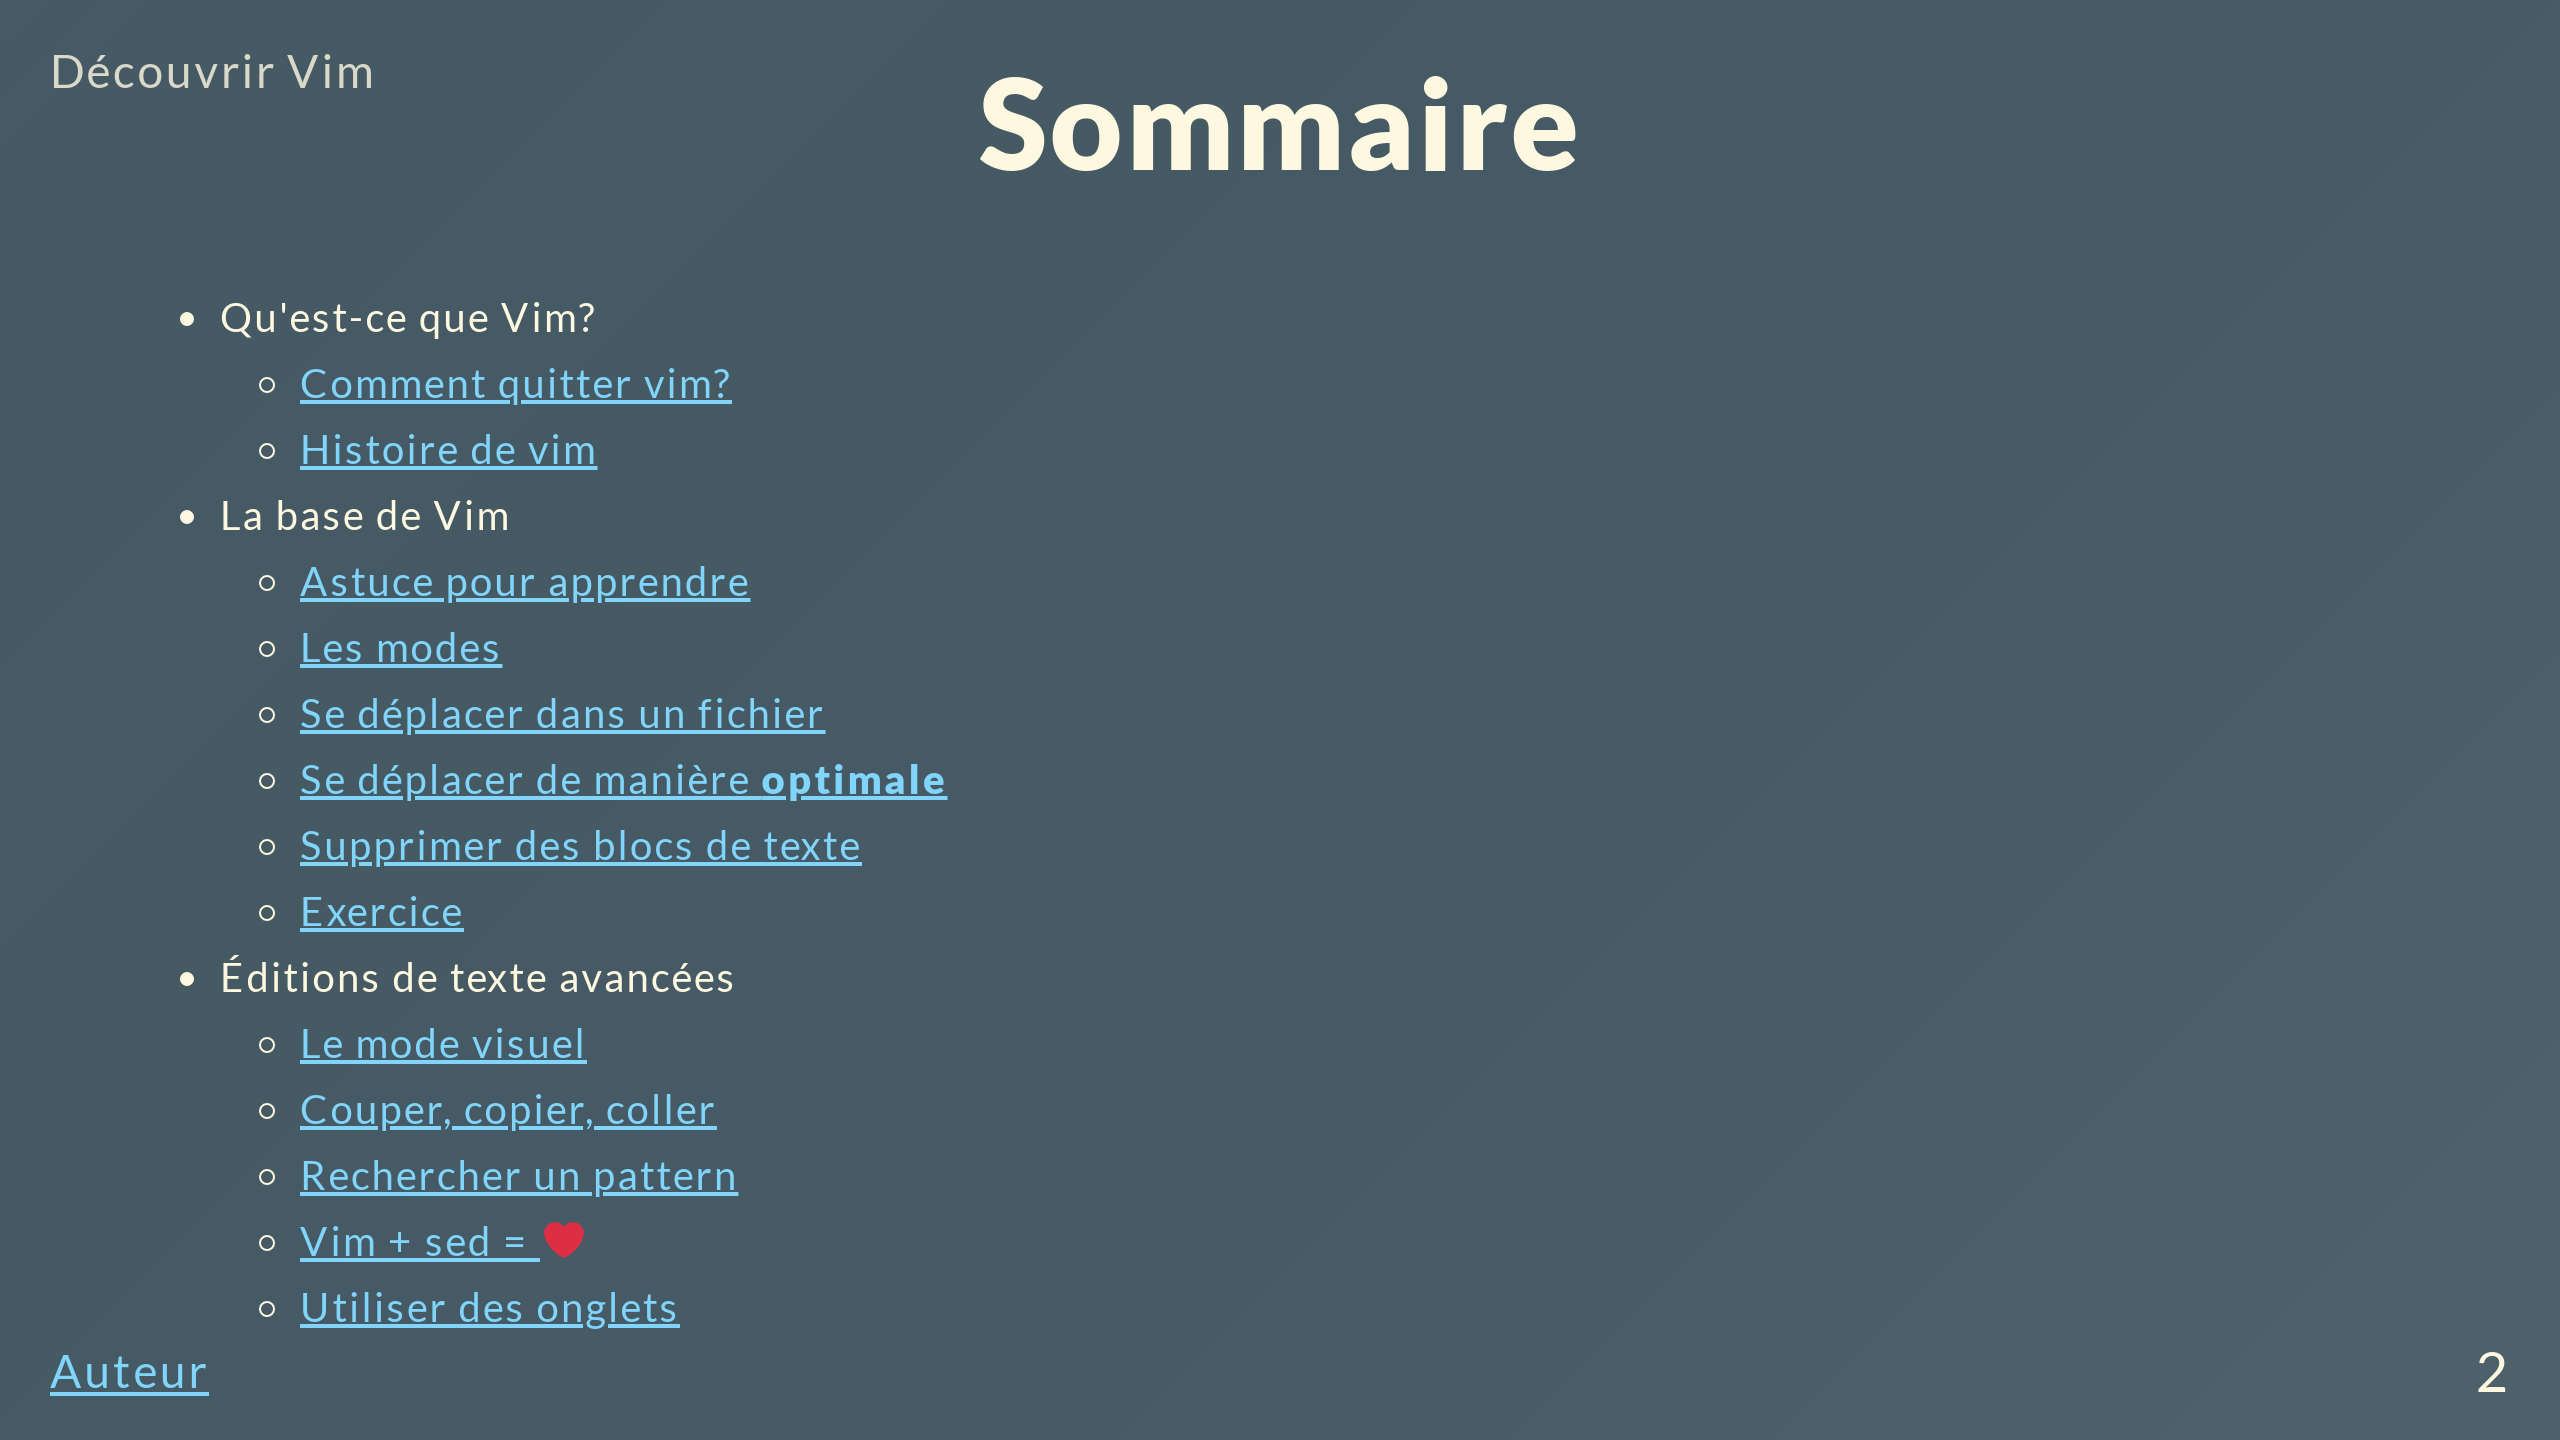 Découvrir Vim
Sommaire
Qu'est-ce que Vim?
Comment quitter vim?
Histoire de vim
La base de Vim
Astuce pour apprendre
Les modes
Se déplacer dans un fichier
Se déplacer de manière optimale
Supprimer des blocs de texte
Exercice
Éditions de texte avancées
Le mode visuel
Couper, copier, coller
Rechercher un pattern
Vim + sed = ❤️
Utiliser des onglets
Auteur
2